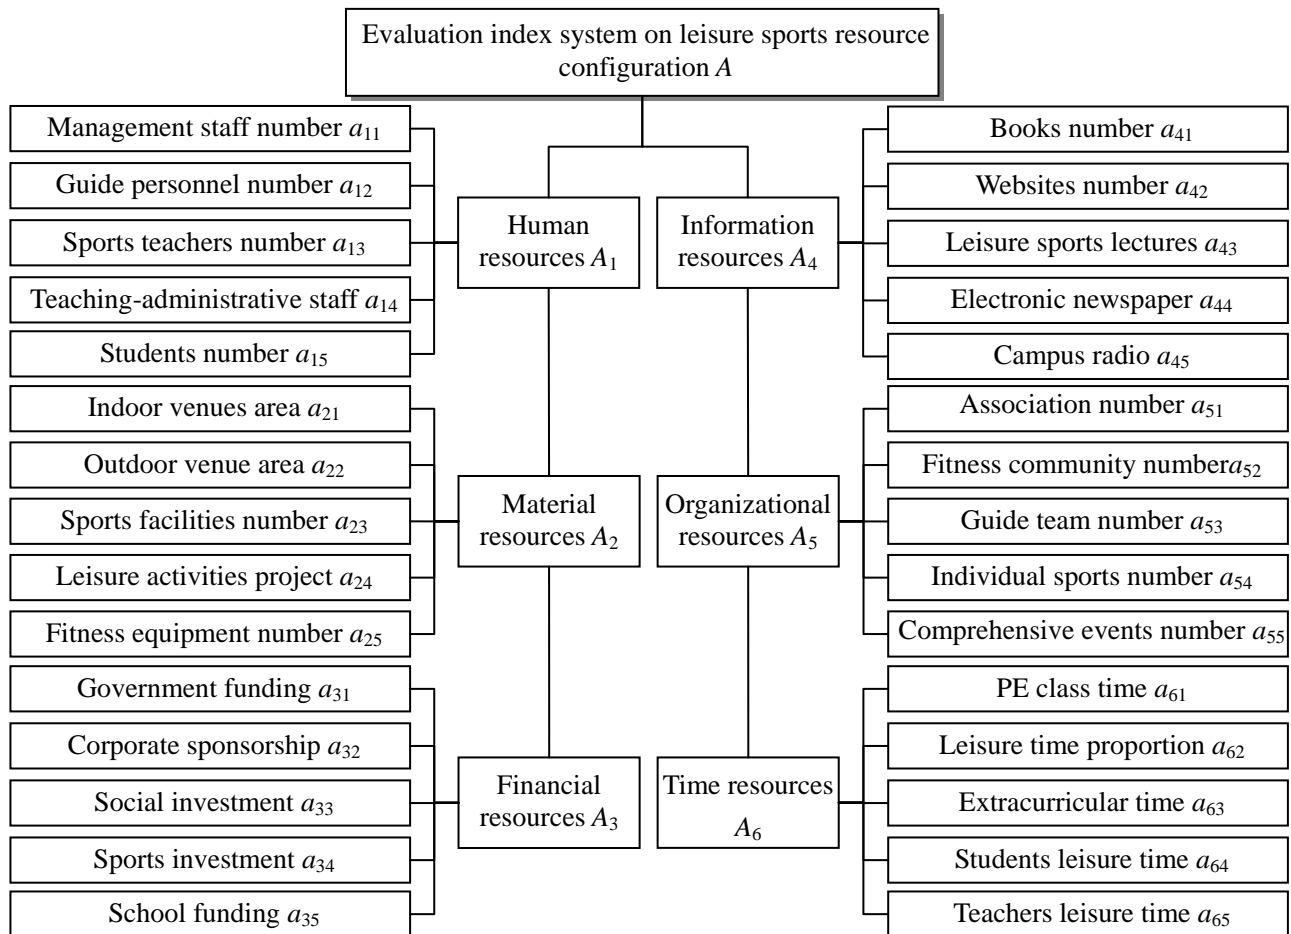 Evaluation index system on leisure sports resource
configuration A
Management staff number a11
Guide personnel number a12
Sports teachers number a13
Teaching-administrative staff a14
Students number a15
Human
resources A1
Information
resources A4
Books number a41
Websites number a42
Leisure sports lectures a43
Electronic newspaper a44
Campus radio a45
Indoor venues area a21
Outdoor venue area a22
Sports facilities number a23
Leisure activities project a24
Fitness equipment number a25
Material
resources A2
Organizational
resources A5
Association number a51
Fitness community numbera52
Guide team number a53
Individual sports number a54
Comprehensive events number a55
Government funding a31
Corporate sponsorship a32
Social investment a33
Sports investment a34
School funding a35
Financial
resources A3
Time resources
A6
PE class time a61
Leisure time proportion a62
Extracurricular time a63
Students leisure time a64
Teachers leisure time a65